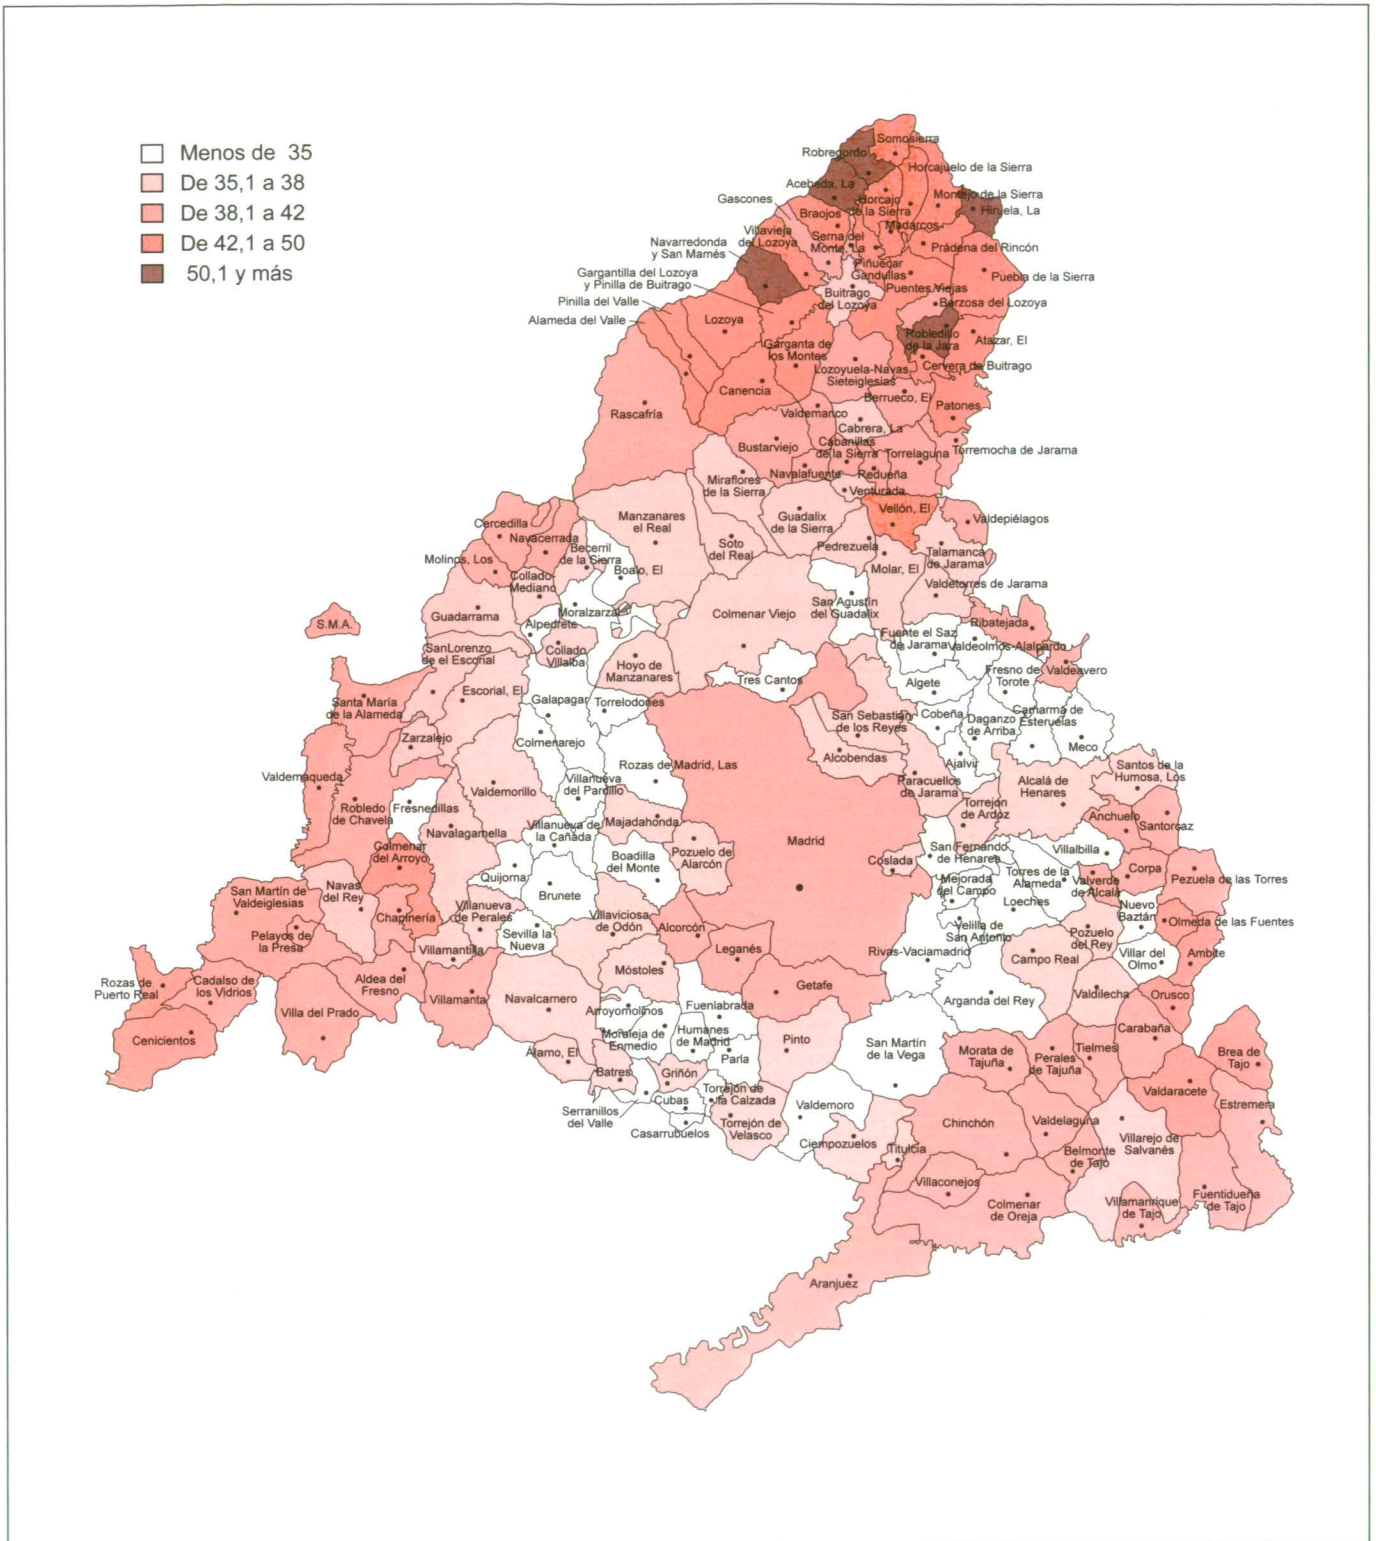 Menos de 35
De 35,1 a 38
De 38,1 a 42
De 42,1 a 50
50,1 y más
Somosierra
Robregordo
Horcajuelo de la Sierra
Acebeda, La
Montejo de la Sierra
Gascones
Horcajo
de la Sierra
Hiruela, La
Braojos
Madarcos
Villavieja
del Lozoya
Serna del
Monte, La
Prádena del Rincón
Navarredonda
y San Mamés
Piñuecar
Gandullas
Puebla de la Sierra
Gargantilla del Lozoya
y Pinilla de Buitrago
Puentes Viejas
Buitrago
del Lozoya
Berzosa del Lozoya
Pinilla del Valle
Alameda del Valle
Lozoya
Robledillo
de la Jara
Atazar, El
Garganta de
los Montes
Cervera de Buitrago
Lozoyuela-Navas
Sieteiglesias
Canencia
Berrueco, El
Patones
Rascafría
Valdemanco
Cabrera, La
Bustarviejo
Cabanillas
de la Sierra
Torrelaguna
Torremocha de Jarama
Navalafuente
Redueña
Miraflores
de la Sierra
Venturada
Vellón, El
Manzanares
el Real
Guadalix
de la Sierra
Valdepiélagos
Cercedilla
Navacerrada
Soto
del Real
Pedrezuela
Becerril
de la Sierra
Talamanca
de Jarama
Molinos, Los
Boalo, El
Molar, El
Collado-
Mediano
Valdetorres de Jarama
Guadarrama
Moralzarzal
Colmenar Viejo
San Agustín
del Guadalix
S.M.A.
Alpedrete
Ribatejada
Fuente el Saz
de Jarama
Valdeolmos-Alalpardo
SanLorenzo
de el Escorial
Collado
Villalba
Hoyo de
Manzanares
Fresno de
Torote
Valdeavero
Tres Cantos
Algete
Escorial, El
Galapagar
Torrelodones
Santa María
de la Alameda
San Sebastián
de los Reyes
Cobeña
Daganzo
de Arriba
Camarma de
Esteruelas
Zarzalejo
Colmenarejo
Meco
Alcobendas
Ajalvir
Rozas de Madrid, Las
Santos de la
Humosa, Los
Valdemaqueda
Villanueva
del Pardillo
Paracuellos
de Jarama
Alcalá de
Henares
Valdemorillo
Robledo
de Chavela
Fresnedillas
Torrejón
de Ardoz
Anchuelo
Santorcaz
Navalagamella
Villanueva de
la Cañada
Majadahonda
Madrid
Colmenar
del Arroyo
Boadilla
del Monte
Pozuelo de
Alarcón
Coslada
San Fernando
de Henares
Villalbilla
Quijorna
Mejorada
del Campo
Torres de la
Alameda
Valverde
de Alcalá
Corpa
Pezuela de las Torres
San Martín de
Valdeiglesias
Navas
del Rey
Brunete
Loeches
Nuevo
Baztán
Chapinería
Villanueva
de Perales
Villaviciosa
de Odón
Alcorcón
Velilla de
San Antonio
Olmeda de las Fuentes
Pelayos de
la Presa
Sevilla la
Nueva
Pozuelo
del Rey
Villamantilla
Leganés
Rivas-Vaciamadrid
Campo Real
Villar del
Olmo
Ambite
Rozas de
Puerto Real
Cadalso de
los Vidrios
Aldea del
Fresno
Móstoles
Getafe
Villamanta
Navalcarnero
Arganda del Rey
Valdilecha
Orusco
Villa del Prado
Arroyomolinos
Fuenlabrada
Cenicientos
Moraleja de
Enmedio
Humanes
de Madrid
Pinto
San Martín
de la Vega
Carabaña
Álamo, El
Parla
Morata de
Tajuña
Perales
de Tajuña
Tielmes
Brea de
Tajo
Batres
Griñón
Valdaracete
Serranillos
del Valle
Cubas
Torrejón de
la Calzada
Valdemoro
Estremera
Casarrubuelos
Torrejón de
Velasco
Ciempozuelos
Titulcia
Chinchón
Valdelaguna
Villarejo de
Salvanés
Belmonte
de Tajo
Villaconejos
Colmenar
de Oreja
Villamanrique
de Tajo
Fuentidueña
de Tajo
Aranjuez